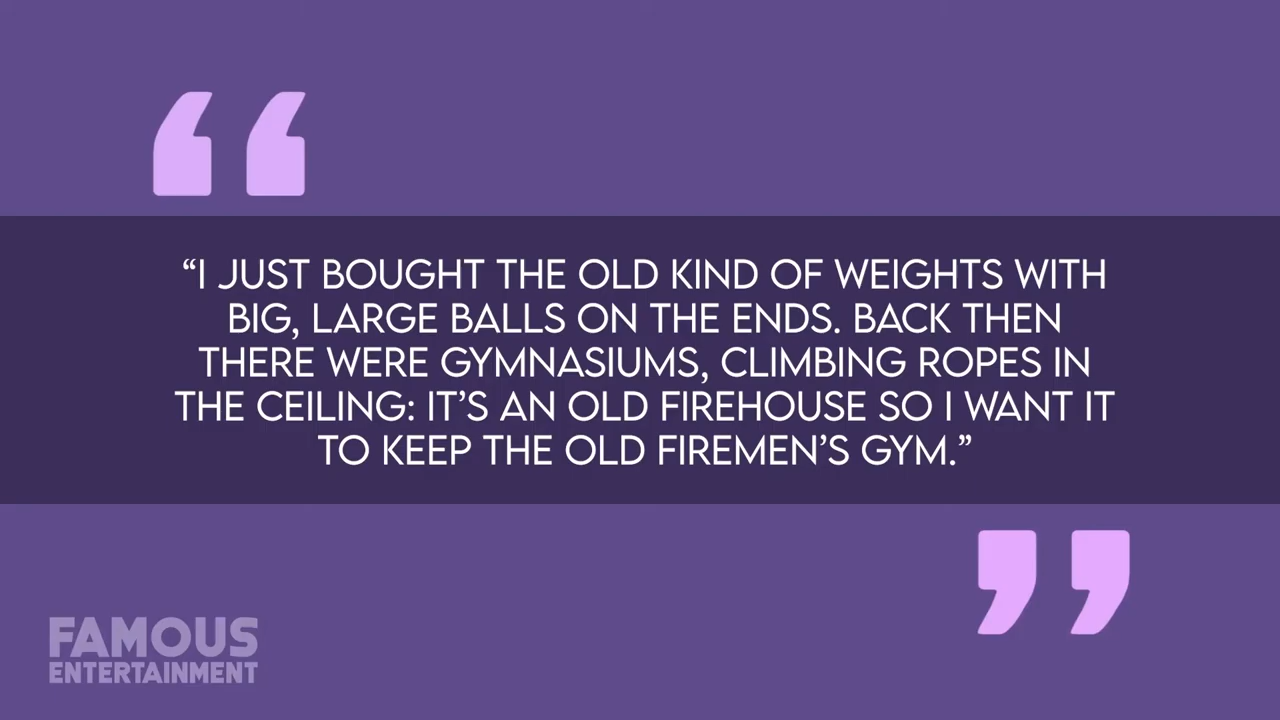 “I JUST BOUGHT THE OLD KIND OF WEIGHTS WITH
BIG, LARGE BALLS ON THE ENDS. BACK THEN
THERE WERE GYMNASIUMS, CLIMBING ROPES IN
THE CEILING: IT’S AN OLD FIREHOUSE SO I WANT IT
TO KEEP THE OLD FIREMEN’S GYM.”
FAMOUS
ENTERTAINMENT